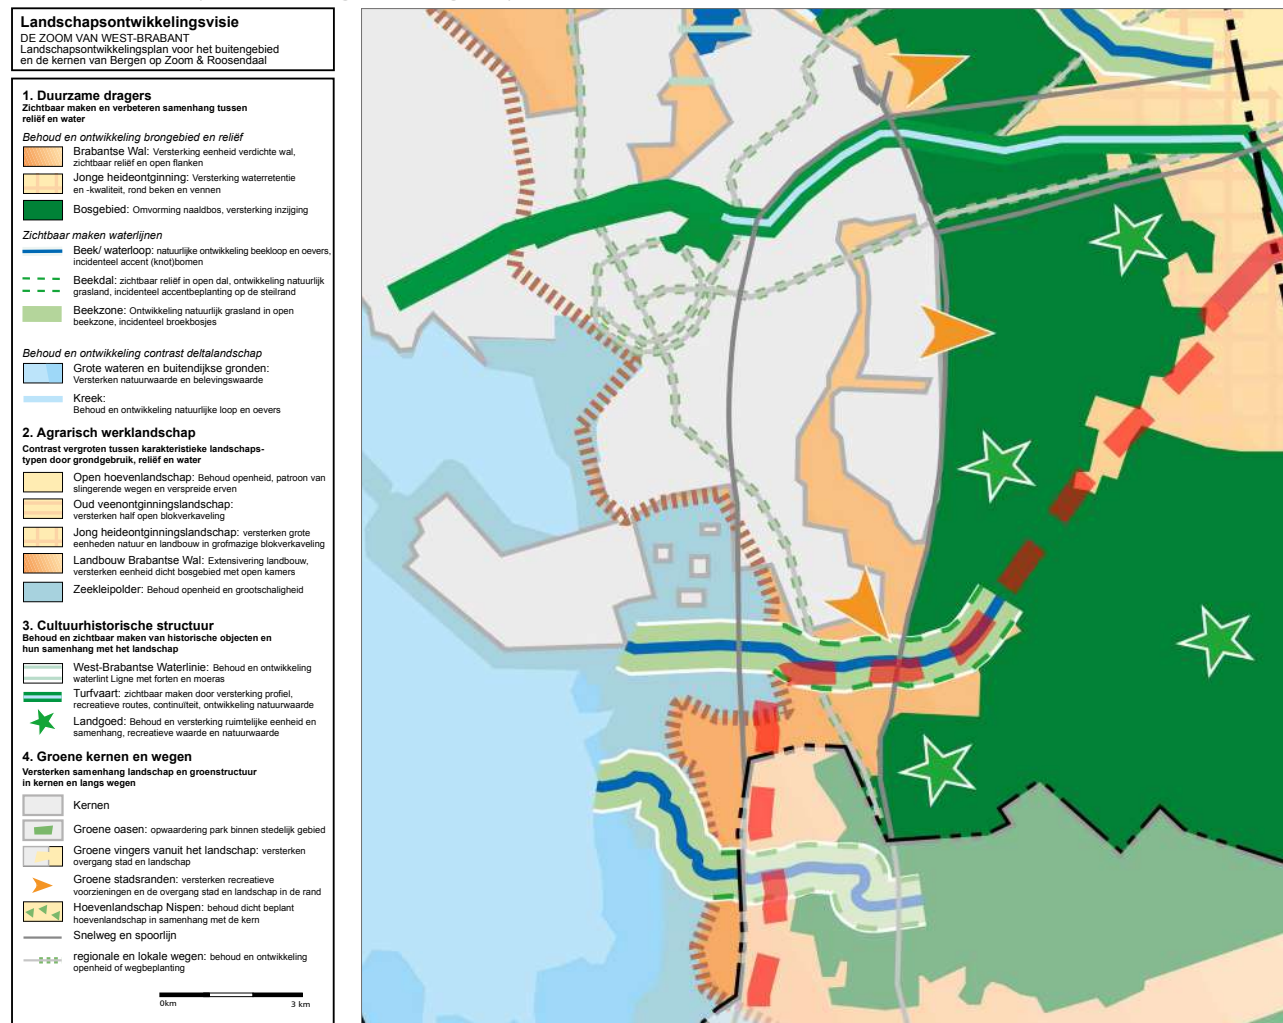 Landschapsontwikkelingsvisie
DE ZOOM VAN WEST-BRABANT
Landschapsontwikkelingsplan voor het buitengebied
en de kernen van Bergen op Zoom & Roosendaal
1. Duurzame dragers
Zichtbaar maken en verbeteren samenhang tussen
reliëf en water
Behoud en ontwikkeling brongebied en reliëf
Brabantse Wal: Versterking eenheid verdichte wal,
zichtbaar reliëf en open flanken
Jonge heideontginning: Versterking waterretentie
en -kwaliteit, rond beken en vennen
Bosgebied: Omvorming naaldbos, versterking inzijging
Zichtbaar maken waterlijnen
Beek/ waterloop: natuurlijke ontwikkeling beekloop en oevers,
incidenteel accent (knot)bomen
Beekdal: zichtbaar reliëf in open dal, ontwikkeling natuurlijk
grasland, incidenteel accentbeplanting op de steilrand
Beekzone: Ontwikkeling natuurlijk grasland in open
beekzone, incidenteel broekbosjes
Behoud en ontwikkeling contrast deltalandschap
Grote wateren en buitendijkse gronden:
Versterken natuurwaarde en belevingswaarde
Kreek:
Behoud en ontwikkeling natuurlijke loop en oevers
2. Agrarisch werklandschap
Contrast vergroten tussen karakteristieke landschaps-
typen door grondgebruik, reliëf en water
Open hoevenlandschap: Behoud openheid, patroon van
slingerende wegen en verspreide erven
Oud veenontginningslandschap:
versterken half open blokverkaveling
Jong heideontginningslandschap: versterken grote
eenheden natuur en landbouw in grofmazige blokverkaveling
Landbouw Brabantse Wal: Extensivering landbouw,
versterken eenheid dicht bosgebied met open kamers
Zeekleipolder: Behoud openheid en grootschaligheid
3. Cultuurhistorische structuur
Behoud en zichtbaar maken van historische objecten en
hun samenhang met het landschap
West-Brabantse Waterlinie: Behoud en ontwikkeling
waterlint Ligne met forten en moeras
Turfvaart: zichtbaar maken door versterking profiel,
recreatieve routes, continuïteit, ontwikkeling natuurwaarde
Landgoed: Behoud en versterking ruimtelijke eenheid en
samenhang, recreatieve waarde en natuurwaarde
4. Groene kernen en wegen
Versterken samenhang landschap en groenstructuur
in kernen en langs wegen
Kernen
Groene oasen: opwaardering park binnen stedelijk gebied
Groene vingers vanuit het landschap: versterken
overgang stad en landschap
Groene stadsranden: versterken recreatieve
voorzieningen en de overgang stad en landschap in de rand
Hoevenlandschap Nispen: behoud dicht beplant
hoevenlandschap in samenhang met de kern
Snelweg en spoorlijn
regionale en lokale wegen: behoud en ontwikkeling
openheid of wegbeplanting
0km 3 km